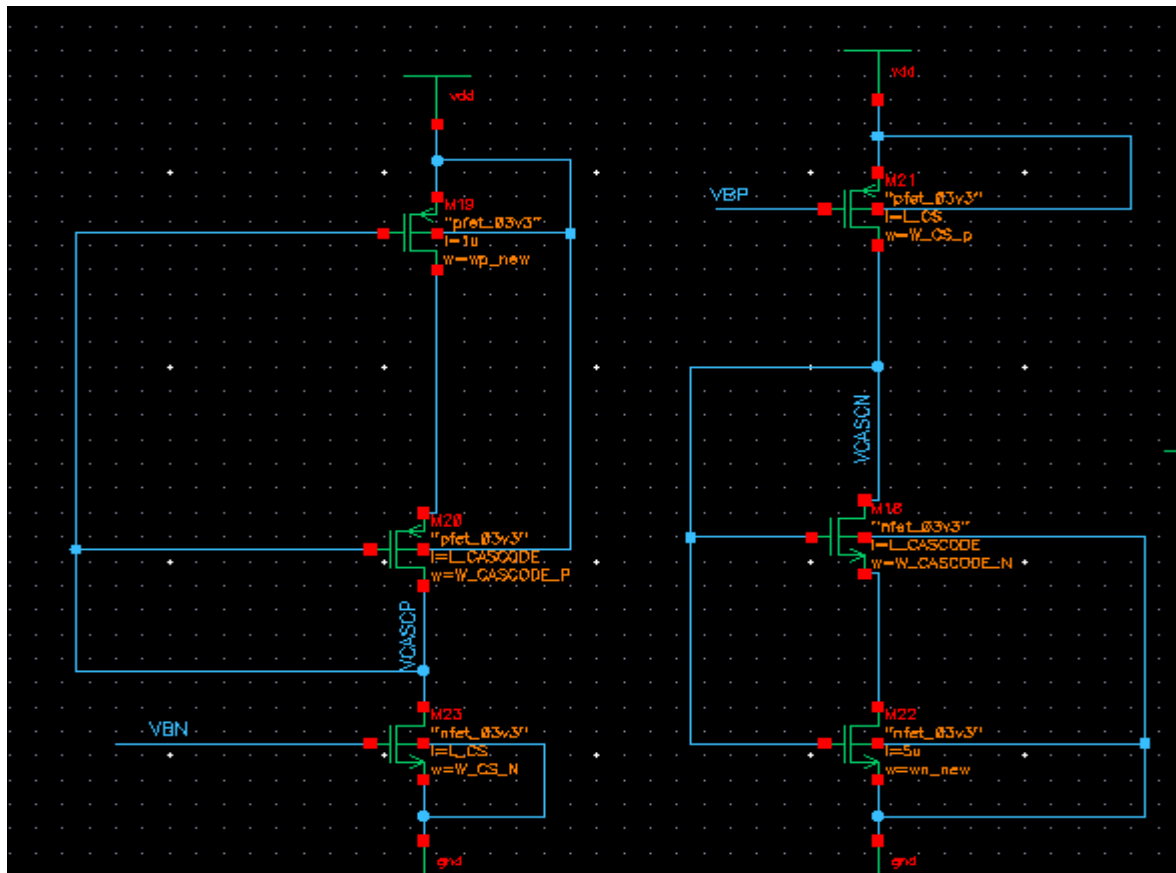 vdd
M19
"pfet_03v3"
l=1u
w=wp_new
M20
"pfet_03v3"
l=L_CASCODE
w=W_CASCODE_P
VCASCP
VBN
M23
"nfet_03v3"
l=L_CS
w=W_CS_N
gnd
vdd
VBP
M21
"pfet_03v3"
l=L_CS
w=W_CS_p
VCASCN
M18
"nfet_03v3"
l=L_CASCODE
w=W_CASCODE_N
M22
"nfet_03v3"
l=5u
w=wn_new
gnd